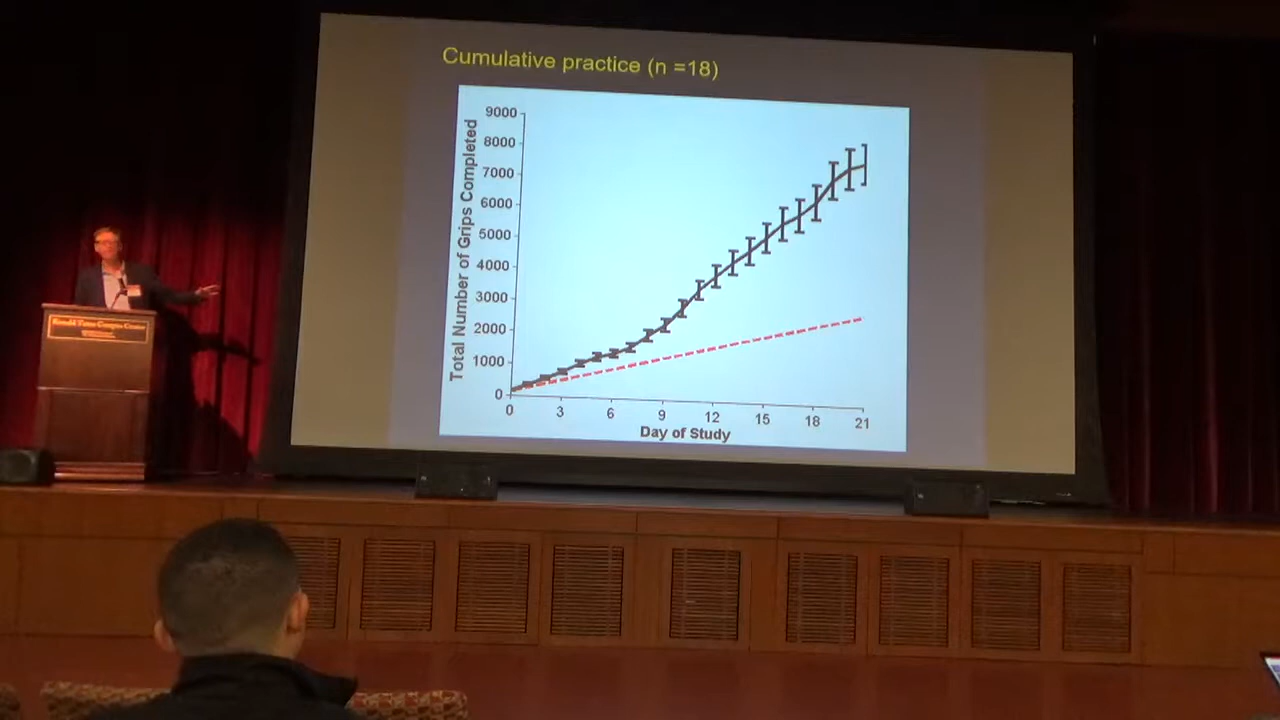 Cumulative practice (n =18)
9000
8000
7000
6000
5000
4000
3000
2000
1000
0
Total Number of Grips Completed
0 3 6 9 12 15 18 21
Day of Study